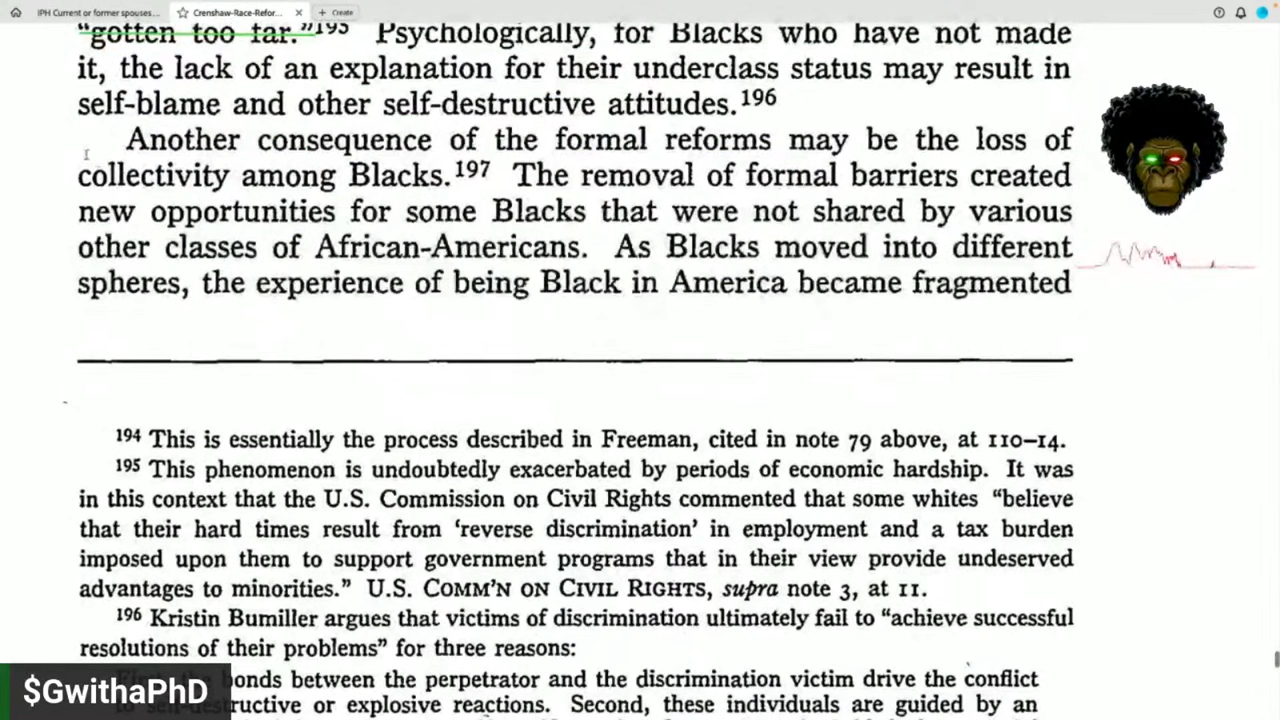 IPH Current or former spouses...
Crenshaw-Race-Refor...
Create
“gotten too far.”195 Psychologically, for Blacks who have not made
it, the lack of an explanation for their underclass status may result in
self-blame and other self-destructive attitudes.196
Another consequence of the formal reforms may be the loss of
collectivity among Blacks.197 The removal of formal barriers created
new opportunities for some Blacks that were not shared by various
other classes of African-Americans. As Blacks moved into different
spheres, the experience of being Black in America became fragmented
194 This is essentially the process described in Freeman, cited in note 79 above, at 110–14.
195 This phenomenon is undoubtedly exacerbated by periods of economic hardship. It was
in this context that the U.S. Commission on Civil Rights commented that some whites “believe
that their hard times result from ‘reverse discrimination’ in employment and a tax burden
imposed upon them to support government programs that in their view provide undeserved
advantages to minorities.” U.S. COMM’N ON CIVIL RIGHTS, supra note 3, at 11.
196 Kristin Bumiller argues that victims of discrimination ultimately fail to “achieve successful
resolutions of their problems” for three reasons:
bonds between the perpetrator and the discrimination victim drive the conflict
or explosive reactions. Second, these individuals are guided by an
$GwithaPhD